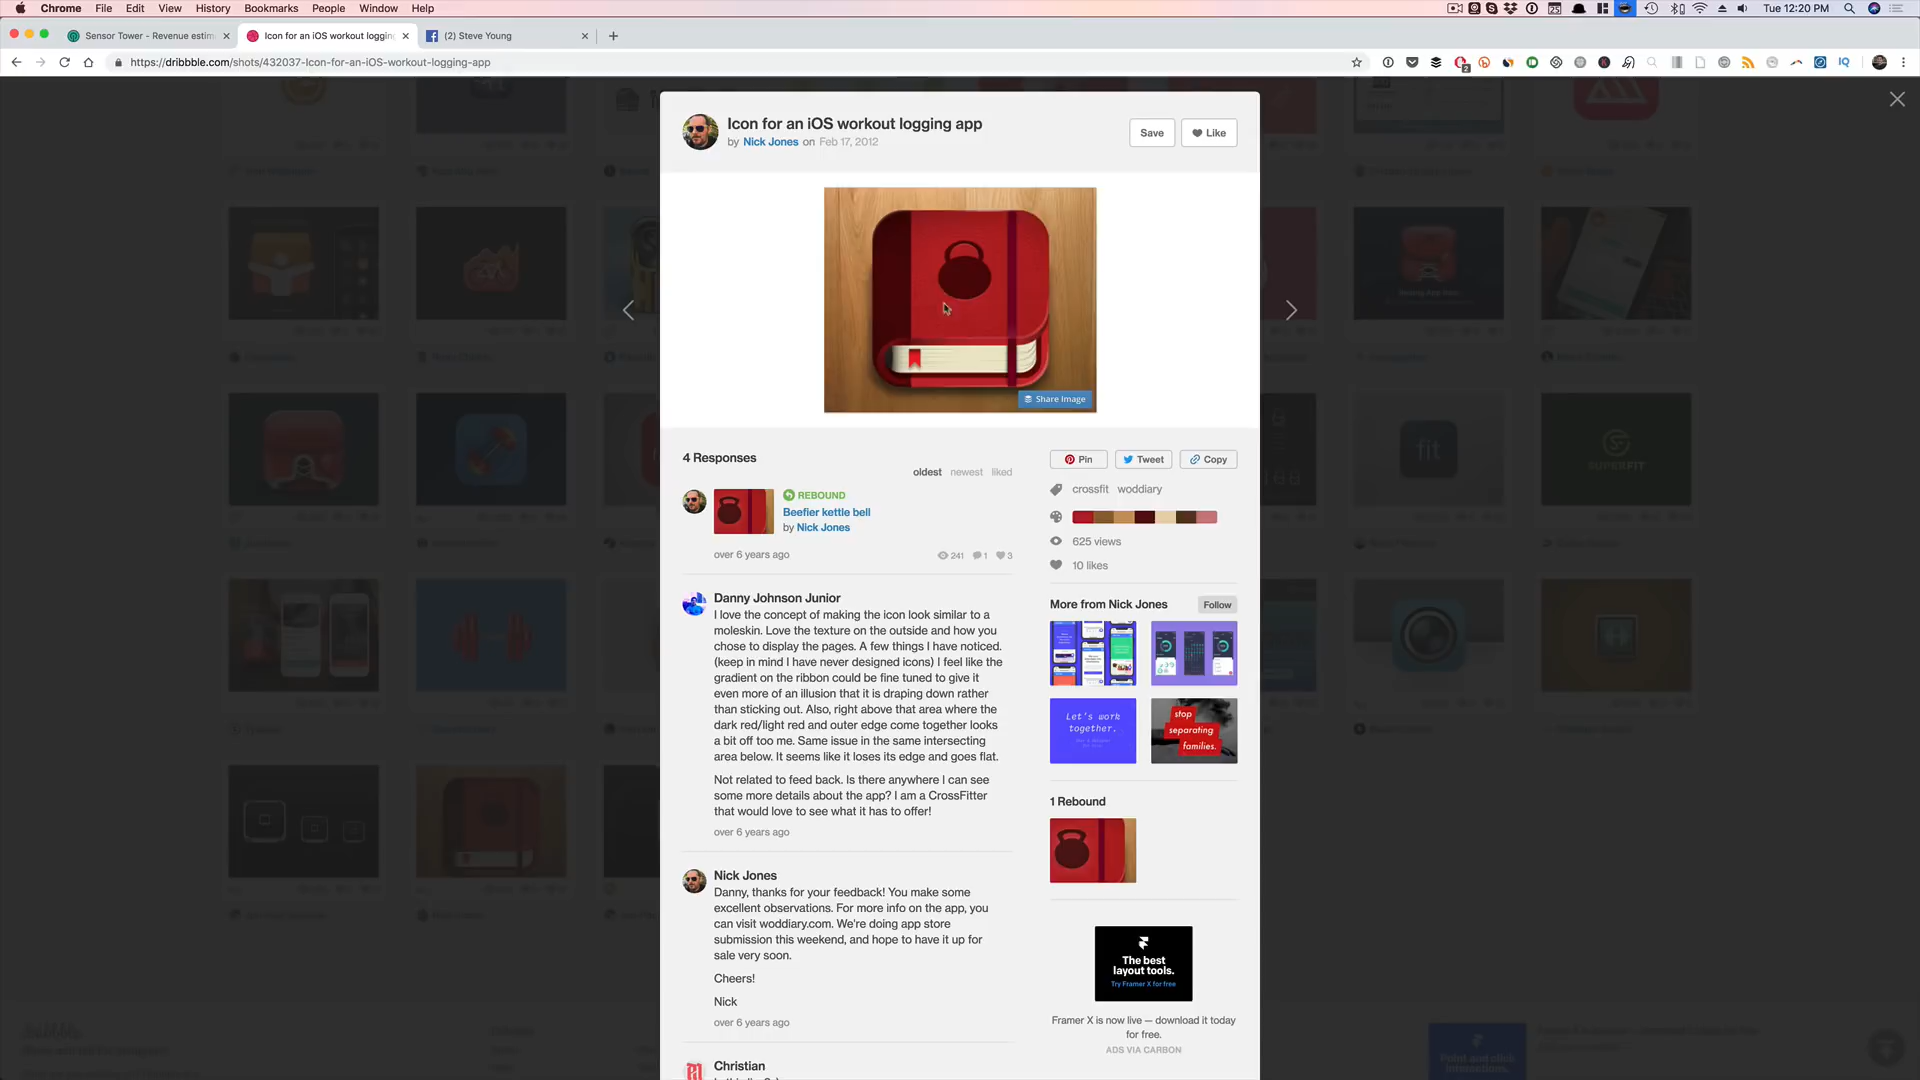 Chrome File Edit View History Bookmarks People Window Help
Tue 12:20 PM
Sensor Tower - Revenue estim
Icon for an iOS workout logging
(2) Steve Young
https://dribbble.com/shots/432037-Icon-for-an-iOS-workout-logging-app
Icon for an iOS workout logging app
by Nick Jones on Feb 17, 2012
Save
Like
Share Image
4 Responses
oldest newest liked
REBOUND
Beefier kettle bell
by Nick Jones
over 6 years ago
241 1 3
Danny Johnson Junior
I love the concept of making the icon look similar to a
moleskin. Love the texture on the outside and how you
chose to display the pages. A few things I have noticed.
(keep in mind I have never designed icons) I feel like the
gradient on the ribbon could be fine tuned to give it
even more of an illusion that it is draping down rather
than sticking out. Also, right above that area where the
dark red/light red and outer edge come together looks
a bit off too me. Same issue in the same intersecting
area below. It seems like it loses its edge and goes flat.
Not related to feed back. Is there anywhere I can see
some more details about the app? I am a CrossFitter
that would love to see what it has to offer!
over 6 years ago
Nick Jones
Danny, thanks for your feedback! You make some
excellent observations. For more info on the app, you
can visit woddiary.com. We're doing app store
submission this weekend, and hope to have it up for
sale very soon.
Cheers!
Nick
over 6 years ago
Christian
Pin
Tweet
Copy
crossfit woddiary
625 views
10 likes
More from Nick Jones
Follow
Let's work
together.
stop
separating
families.
1 Rebound
The best
layout tools.
Try Framer X for free
Framer X is now live — download it today
for free.
ADS VIA CARBON
fit
SUPERFIT
Point and click